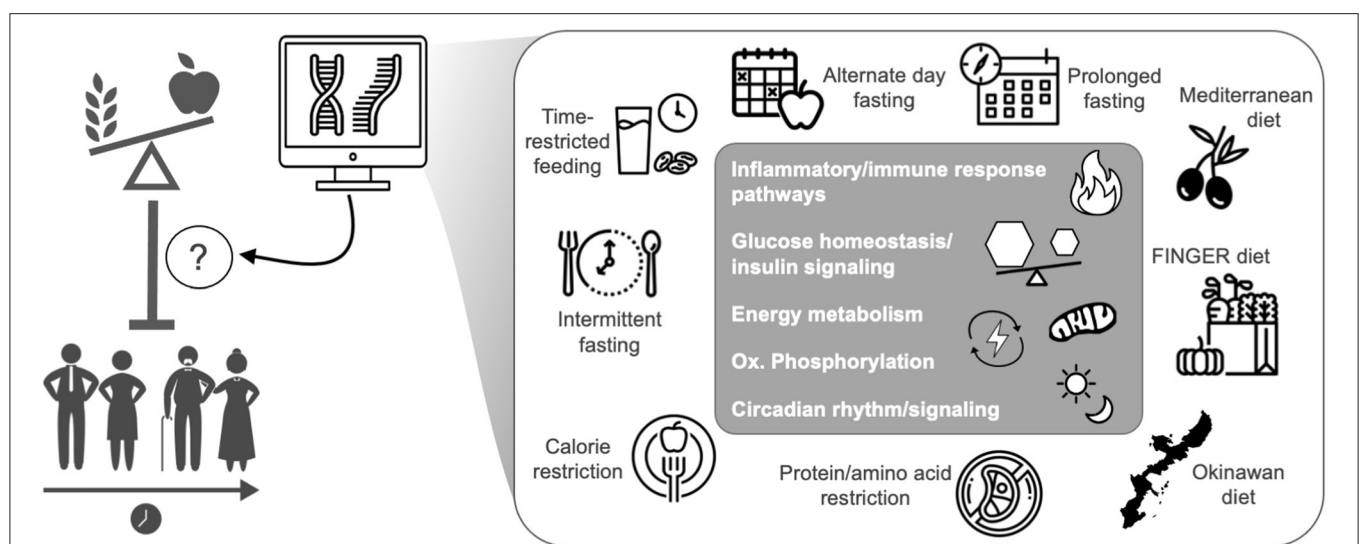 ?
Time-
restricted
feeding
Alternate day
fasting
Prolonged
fasting
Mediterranean
diet
Inflammatory/immune response
pathways
Glucose homeostasis/
insulin signaling
Energy metabolism
Ox. Phosphorylation
Circadian rhythm/signaling
Intermittent
fasting
FINGER diet
Calorie
restriction
Protein/amino acid
restriction
Okinawan
diet